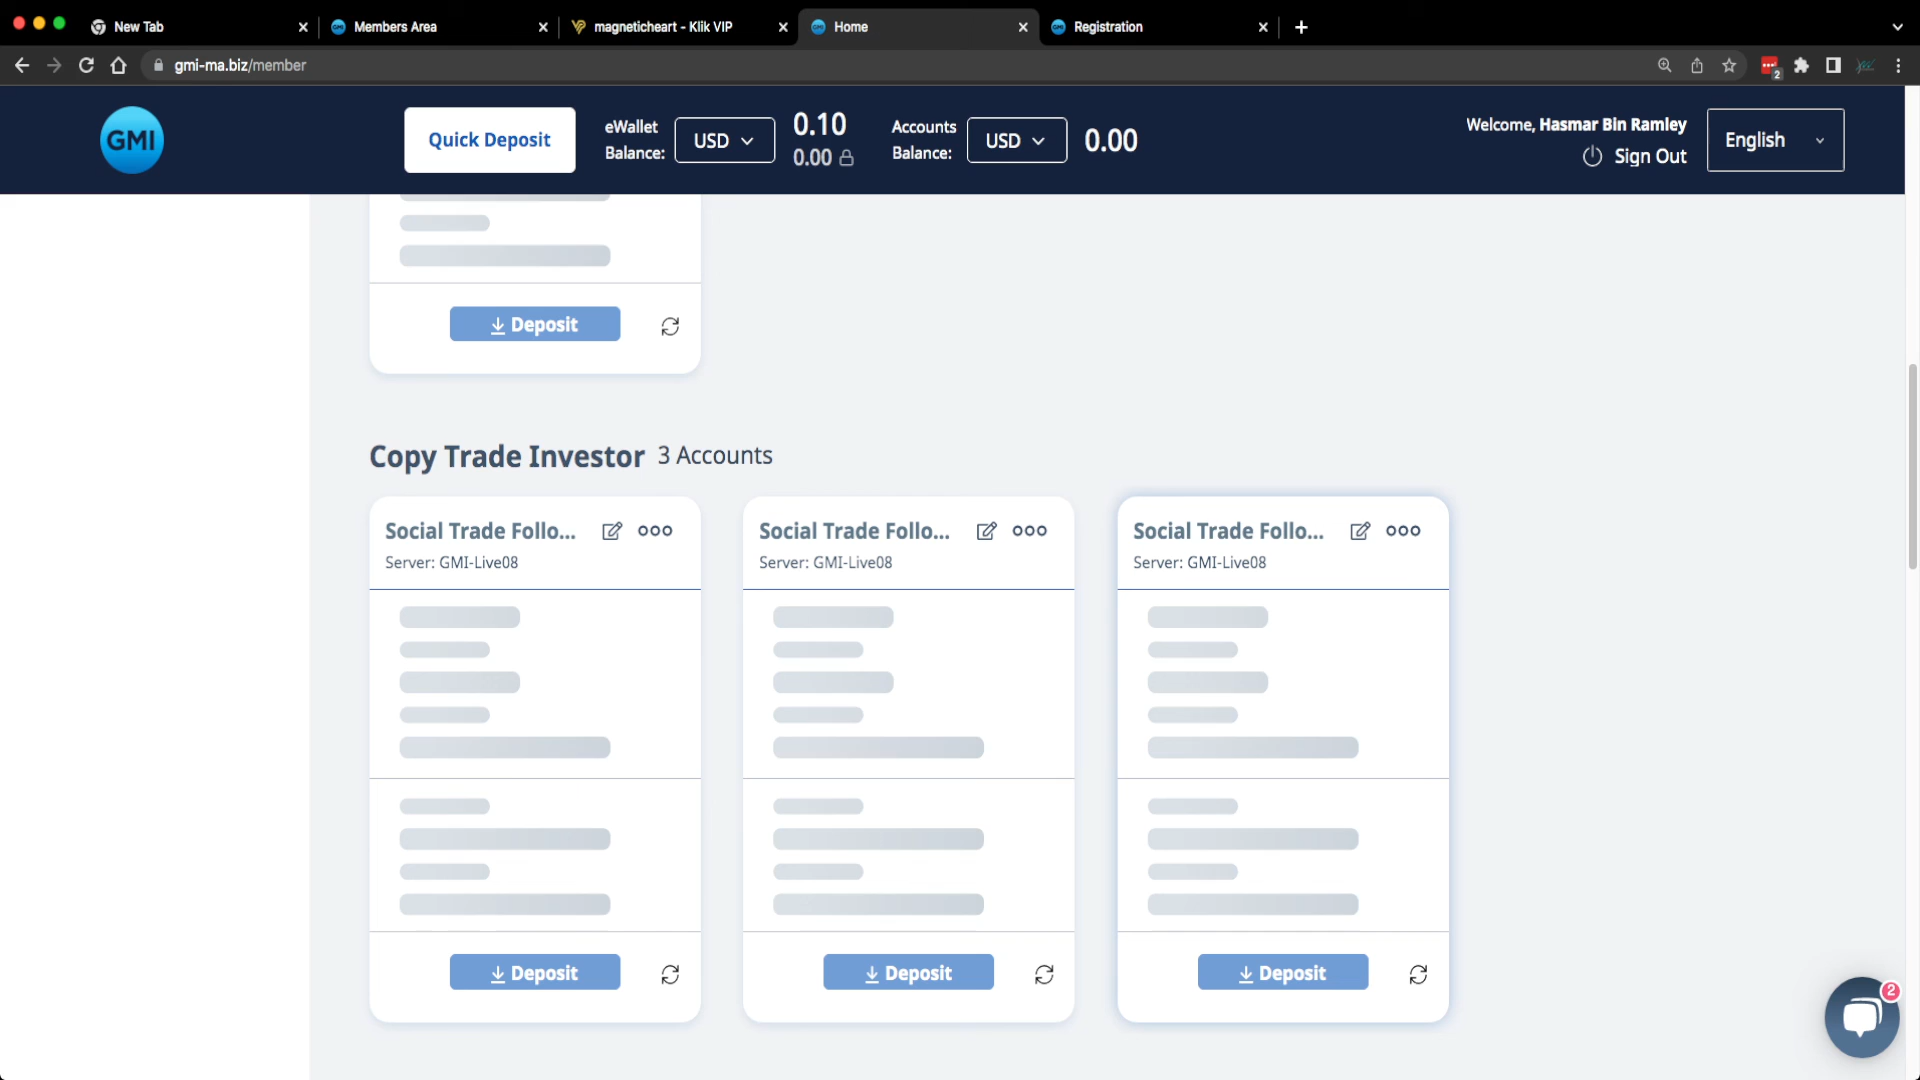 New Tab
Members Area
magneticheart - Klik VIP
Home
Registration
gmi-ma.biz/member
2
GMI
Quick Deposit
eWallet
Balance:
USD
0.10
0.00
Accounts
Balance:
USD
0.00
Welcome, Hasmar Bin Ramley
Sign Out
English
Deposit
Copy Trade Investor 3 Accounts
Social Trade Follo...
Server: GMI-Live08
Social Trade Follo...
Server: GMI-Live08
Social Trade Follo...
Server: GMI-Live08
Deposit
Deposit
Deposit
2